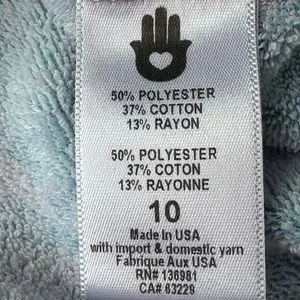 50% POLYESTER
37% COTTON
13% RAYON
50% POLYESTER
37% COTON
13% RAYONNE
10
Made In USA
with import & domestic yarn
Fabrique Aux USA
RN# 136981
CA# 63229